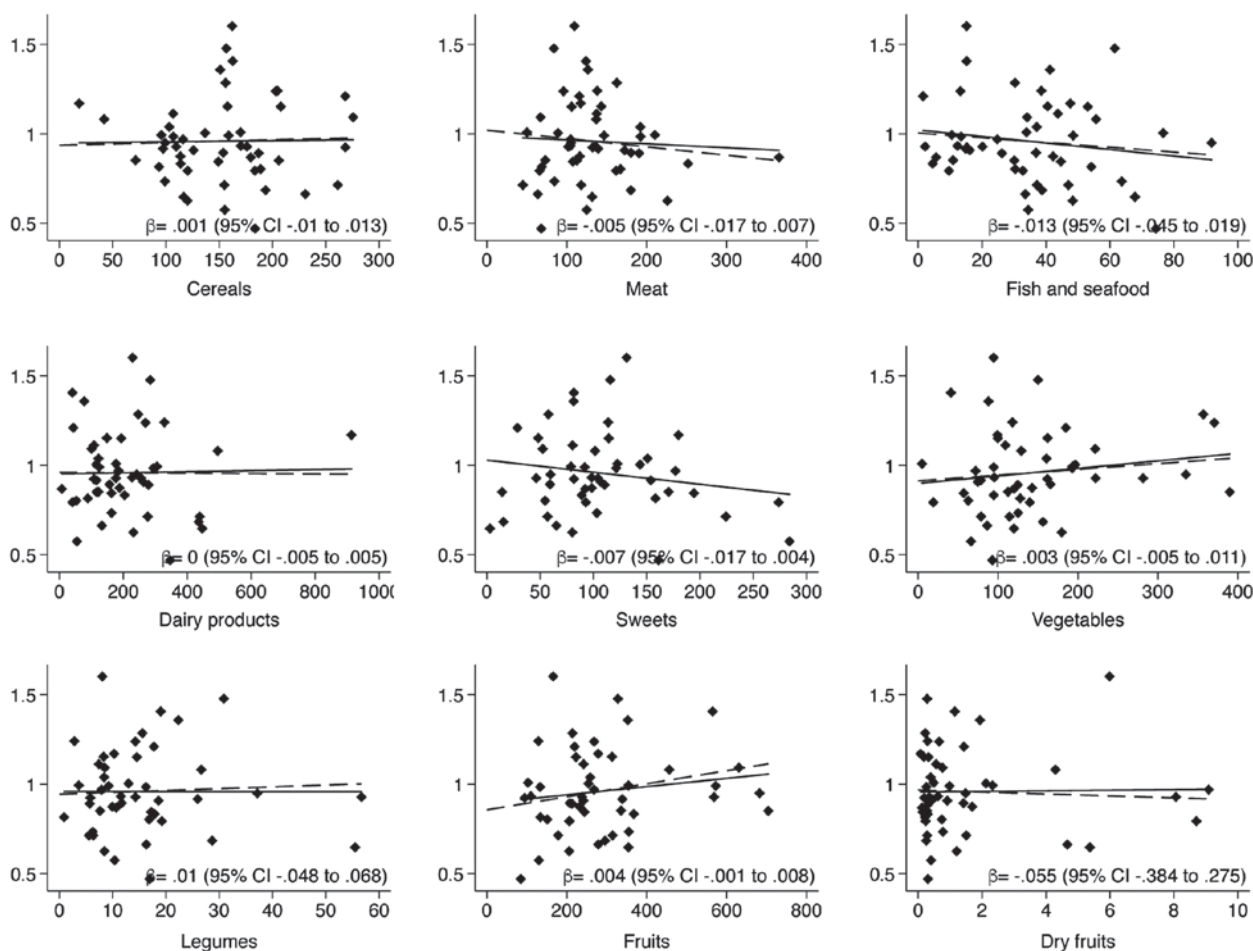 1.5
1
0.5
β= .001 (95% CI -.01 to .013)
0 50 100 150 200 250 300
Cereals
1.5
1
0.5
β= -.005 (95% CI -.017 to .007)
0 100 200 300 400
Meat
1.5
1
0.5
β= -.013 (95% CI -.045 to .019)
0 20 40 60 80 100
Fish and seafood
1.5
1
0.5
β= 0 (95% CI -.005 to .005)
0 200 400 600 800 1000
Dairy products
1.5
1
0.5
β= -.007 (95% CI -.017 to .004)
0 50 100 150 200 250 300
Sweets
1.5
1
0.5
β= .003 (95% CI -.005 to .011)
0 100 200 300 400
Vegetables
1.5
1
0.5
β= .01 (95% CI -.048 to .068)
0 10 20 30 40 50 60
Legumes
1.5
1
0.5
β= .004 (95% CI -.001 to .008)
0 200 400 600 800
Fruits
1.5
1
0.5
β= -.055 (95% CI -.384 to .275)
0 2 4 6 8 10
Dry fruits